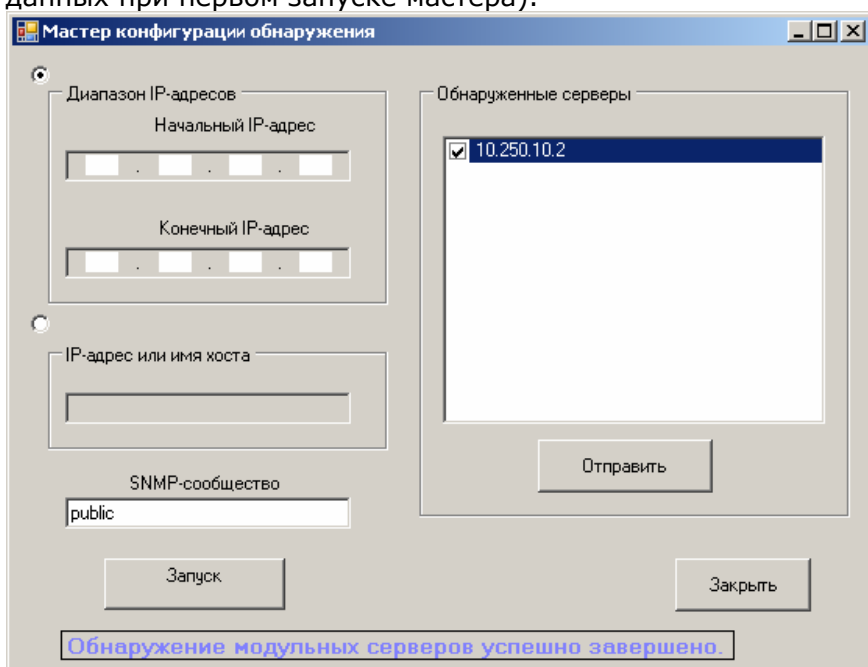 данных при первом запуске мастера).
Мастер конфигурации обнаружения
Диапазон IP-адресов
Начальный IP-адрес
. . .
Конечный IP-адрес
. . .
IP-адрес или имя хоста
SNMP-сообщество
public
Запуск
Обнаруженные серверы
10.250.10.2
Отправить
Закрыть
Обнаружение модульных серверов успешно завершено.